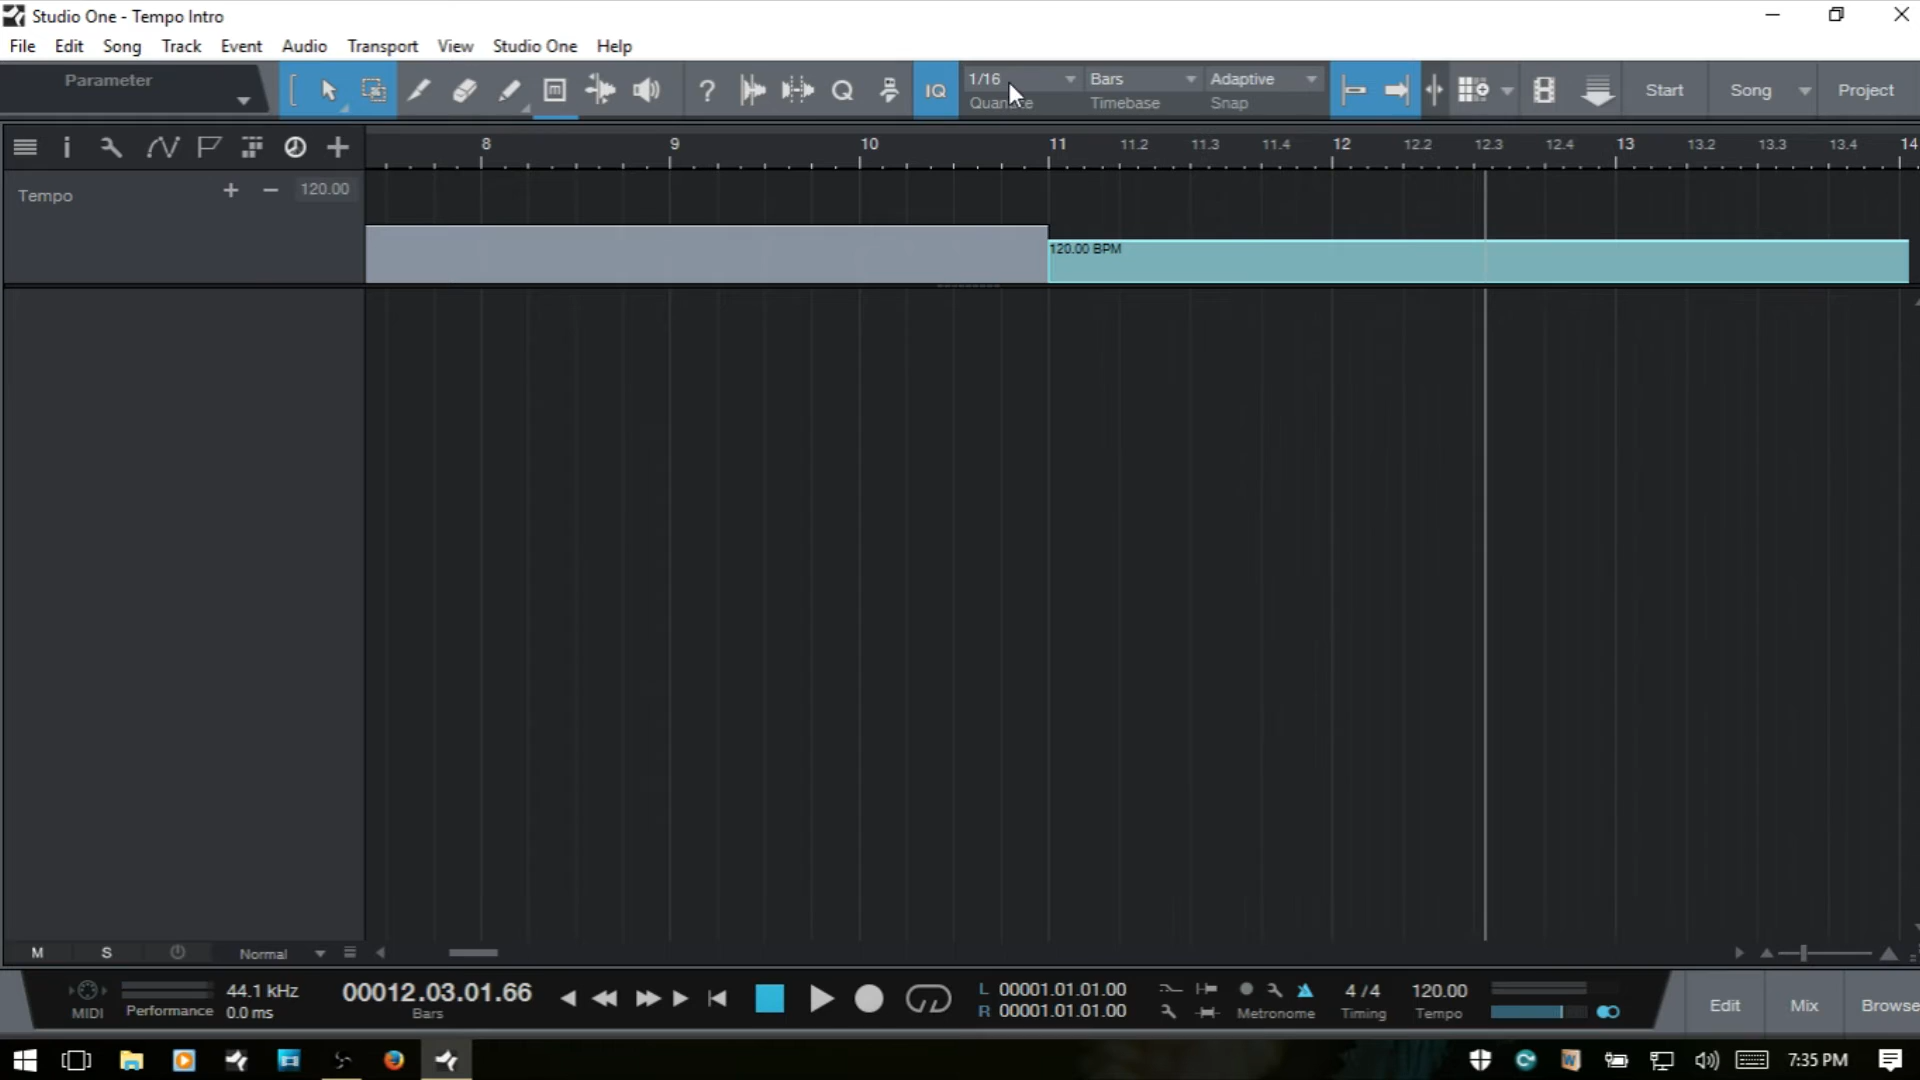 Studio One - Tempo Intro
File Edit Song Track Event Audio Transport View Studio One Help
Parameter
IQ
1/16 Bars Adaptive
Quantize Timebase Snap
Start Song Project
8 9 10 11 11.2 11.3 11.4 12 12.2 12.3 12.4 13 13.2 13.3 13.4 14
Tempo + − 120.00
120.00 BPM
M S Normal
MIDI
Performance
44.1 kHz
0.0 ms
00012.03.01.66
Bars
L 00001.01.01.00
R 00001.01.01.00
Metronome
4 / 4
Timing
120.00
Tempo
Edit Mix Browse
7:35 PM